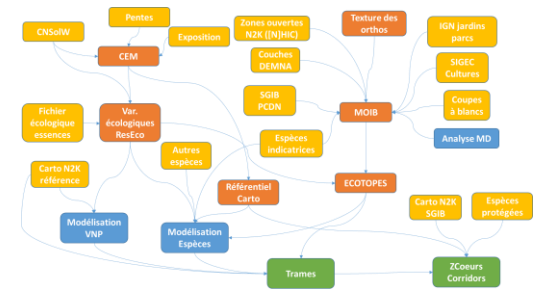 CNSolW
Pentes
Exposition
CEM
Zones ouvertes
N2K ([N]HIC)
Texture des
orthos
IGN jardins
parcs
Couches
DEMNA
SIGEC
Cultures
SGIB
PCDN
MOIB
Coupes
à blancs
Fichier
écologique
essences
Var.
écologiques
ResEco
Espèces
indicatrices
Analyse MD
Autres
espèces
Carto N2K
référence
Référentiel
Carto
ECOTOPES
Carto N2K
SGIB
Espèces
protégées
Modélisation
VNP
Modélisation
Espèces
Trames
ZCoeurs
Corridors